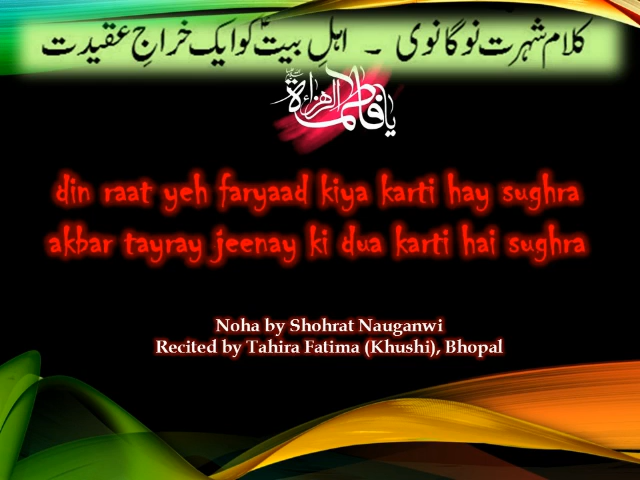 کلام شہرت نوگانوی ۔ اہلِ بیتؑ کو ایک خراجِ عقیدت
یا فاطمۃ الزھراء
din raat yeh faryaad kiya karti hay sughra
akbar tayray jeenay ki dua karti hai sughra
Noha by Shohrat Nauganwi
Recited by Tahira Fatima (Khushi), Bhopal